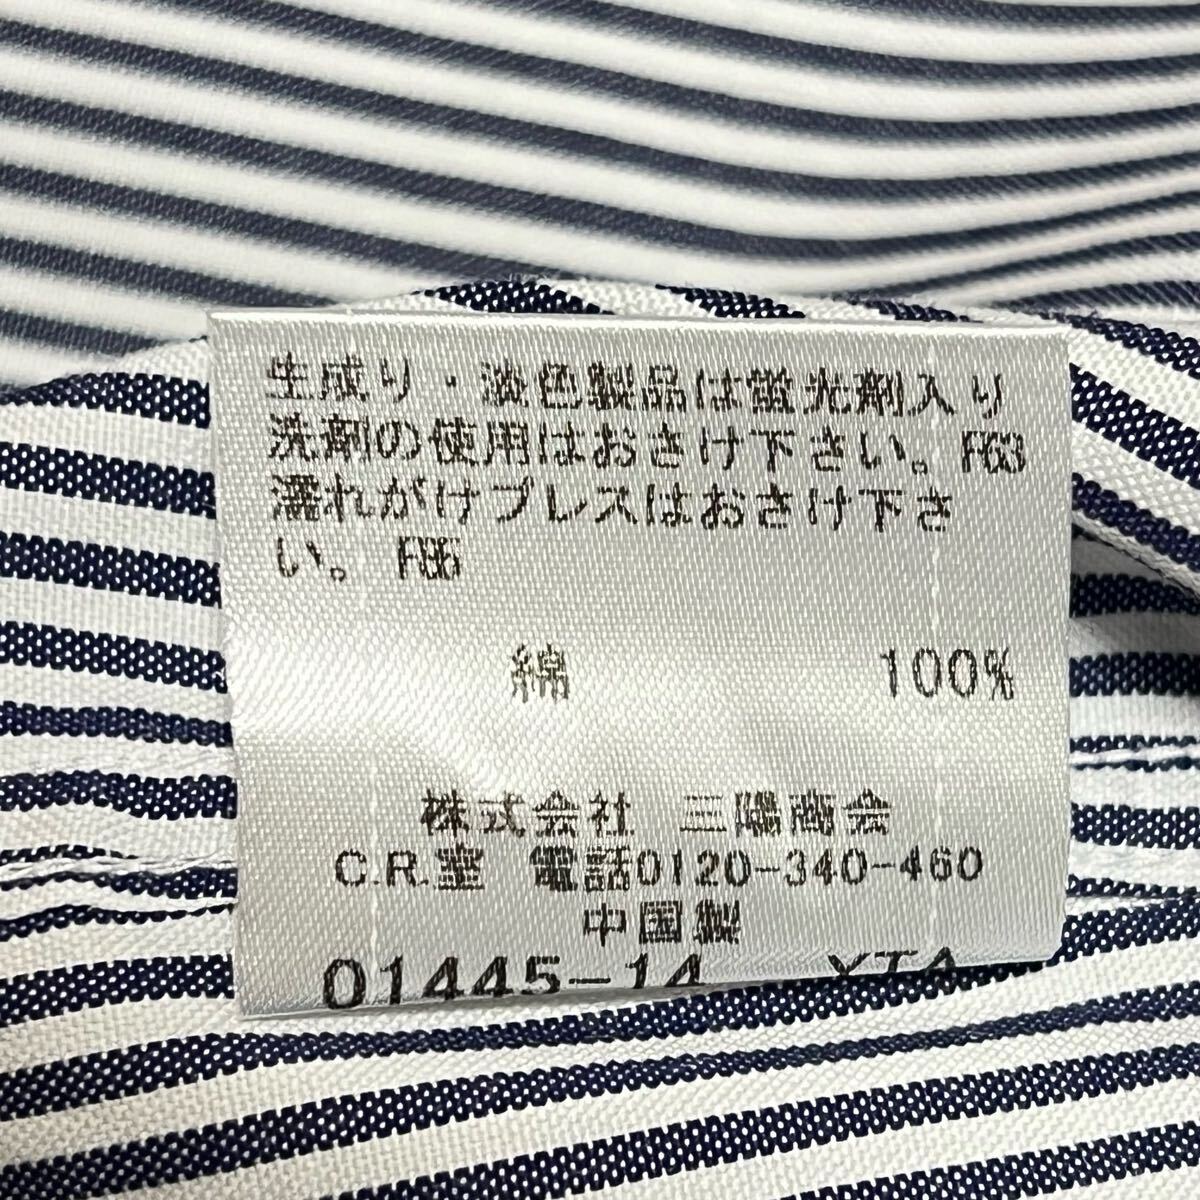 生成り・淡色製品は蛍光剤入り
洗剤の使用はおさけ下さい。F63
濡れがけプレスはおさけ下さ
い。
綿 100%
株式会社 三陽商会
C.R.室 電話0120-340-460
中国製
01445-14 YTA